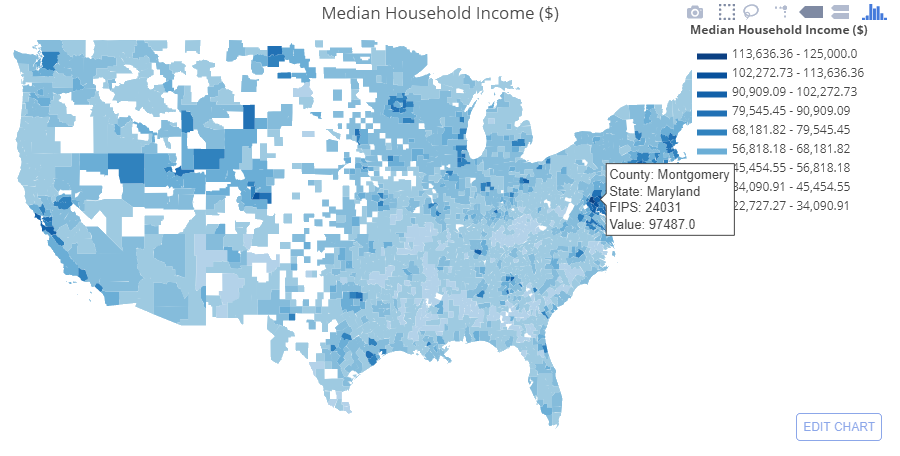 Median Household Income ($)
Median Household Income ($)
113,636.36 - 125,000.0
102,272.73 - 113,636.36
90,909.09 - 102,272.73
79,545.45 - 90,909.09
68,181.82 - 79,545.45
56,818.18 - 68,181.82
45,454.55 - 56,818.18
34,090.91 - 45,454.55
22,727.27 - 34,090.91
County: Montgomery
State: Maryland
FIPS: 24031
Value: 97487.0
EDIT CHART